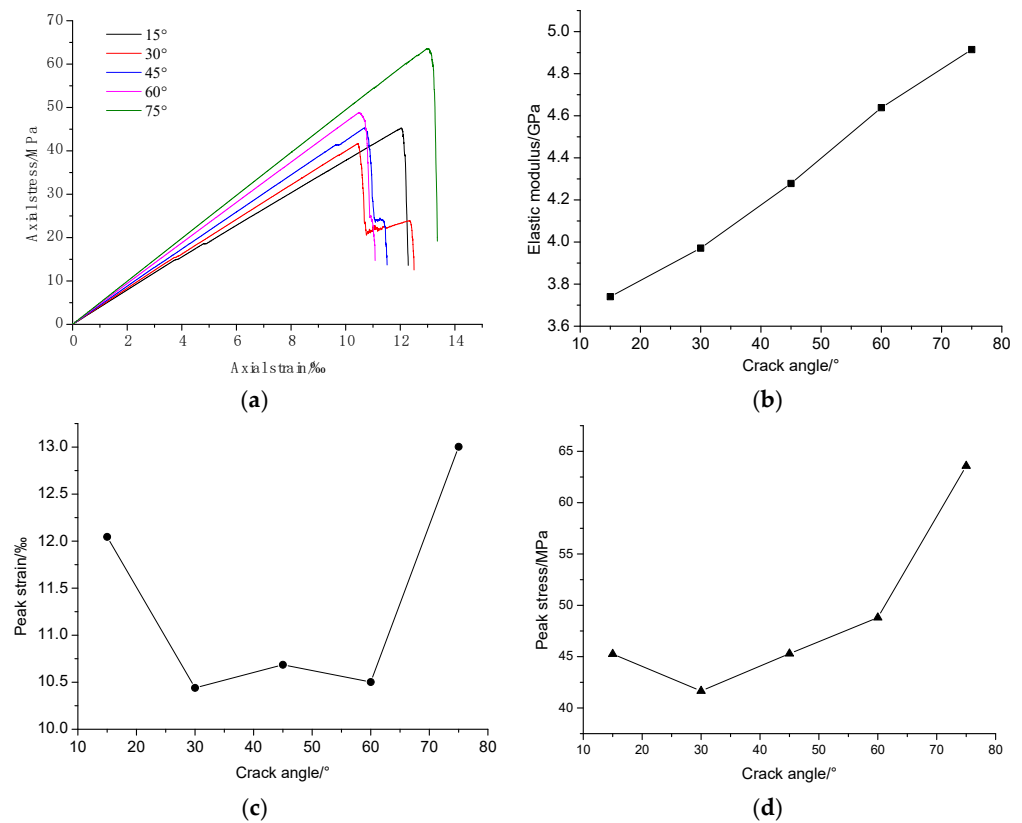 70
60
50
40
30
20
10
0
Axial stress/MPa
15°
30°
45°
60°
75°
0 2 4 6 8 10 12 14
Axial strain/‰
(a)
5.0
4.8
4.6
4.4
4.2
4.0
3.8
3.6
Elastic modulus/GPa
10 20 30 40 50 60 70 80
Crack angle/°
(b)
13.0
12.5
12.0
11.5
11.0
10.5
10.0
Peak strain/‰
10 20 30 40 50 60 70 80
Crack angle/°
(c)
65
60
55
50
45
40
Peak stress/MPa
10 20 30 40 50 60 70 80
Crack angle/°
(d)